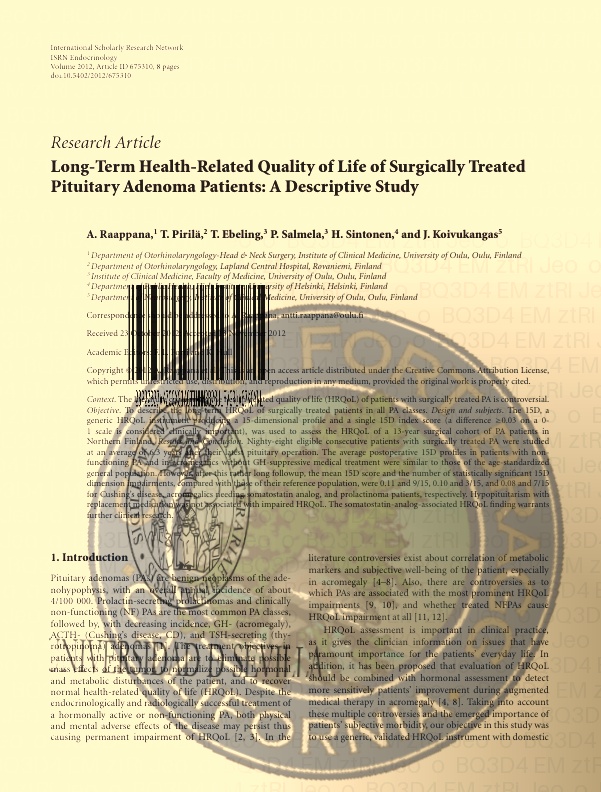 International Scholarly Research Network
ISRN Endocrinology
Volume 2012, Article ID 675310, 8 pages
doi:10.5402/2012/675310
Research Article
Long-Term Health-Related Quality of Life of Surgically Treated
Pituitary Adenoma Patients: A Descriptive Study
A. Raappana,1 T. Pirilä,2 T. Ebeling,3 P. Salmela,3 H. Sintonen,4 and J. Koivukangas5
1 Department of Otorhinolaryngology-Head & Neck Surgery, Institute of Clinical Medicine, University of Oulu, Oulu, Finland
2 Department of Otorhinolaryngology, Lapland Central Hospital, Rovaniemi, Finland
3 Institute of Clinical Medicine, Faculty of Medicine, University of Oulu, Oulu, Finland
4 Department of Public Health, University of Helsinki, Helsinki, Finland
5 Department of Medicine, University of Oulu, Oulu, Finland
Correspondence should be addressed to A. Raappana, antti.raappana@oulu.fi
Received 23 October 2012; 2012
Academic Editors:
Copyright © 2012 open access article distributed under the Creative Commons Attribution License,
which permits unrestricted use, distribution, and reproduction in any medium, provided the original work is properly cited.
Context. The quality of life (HRQoL) of patients with surgically treated PA is controversial.
Objective. To describe the long-term HRQoL of surgically treated patients in all PA classes. Design and subjects. The 15D, a
generic HRQoL instrument producing a 15-dimensional profile and a single 15D index score (a difference ≥0.03 on a 0-
1 scale is considered clinically important), was used to assess the HRQoL of a 13-year surgical cohort of PA patients in
Northern Finland. Results Conclusion. Nighty-eight eligible consecutive patients with surgically treated PA were studied
at an average of years their latest pituitary operation. The average postoperative 15D profiles in patients with non-
functioning without GH-suppressive medical treatment were similar to those of the age-standardized
general population. However, after this rather long followup, the mean 15D score and the number of statistically significant 15D
dimension impairments, compared with those of their reference population, were 0.11 and 9/15, 0.10 and 3/15, and 0.08 and 7/15
for Cushing's disease, acromegalics needing somatostatin analog, and prolactinoma patients, respectively. Hypopituitarism with
replacement medication was not associated with impaired HRQoL. The somatostatin-analog-associated HRQoL finding warrants
further clinical research.
1. Introduction
Pituitary adenomas (PAs) are benign neoplasms of the ade-
nohypophysis, with an overall annual incidence of about
4/100 000. Prolactin-secreting prolactinomas and clinically
non-functioning (NF) PAs are the most common PA classes,
followed by, with decreasing incidence, GH- (acromegaly),
ACTH- (Cushing's disease, CD), and TSH-secreting (thy-
rotropinoma) treatment objectives in
patients with pituitary adenoma are possible
mass effects of the tumor, to normalize possible hormonal
and metabolic disturbances of the patient, and to recover
normal health-related quality of life (HRQoL). Despite the
endocrinologically and radiologically successful treatment of
a hormonally active or non-functioning PA, both physical
and mental adverse effects of the disease may persist thus
causing permanent impairment of HRQoL [2, 3]. In the
literature controversies exist about correlation of metabolic
markers and subjective well-being of the patient, especially
in acromegaly [4–8]. Also, there are controversies as to
which PAs are associated with the most prominent HRQoL
impairments [9, 10], and whether treated NFPAs cause
HRQoL impairment at all [11, 12].
HRQoL assessment is important in clinical practice,
as it gives the clinician information on issues that have
paramount importance for the patients' everyday life. In
addition, it has been proposed that evaluation of HRQoL
should be combined with hormonal assessment to detect
more sensitively patients' improvement during augmented
medical therapy in acromegaly [4, 8]. Taking into account
these multiple controversies and the emerged importance of
patients' subjective morbidity, our objective in this study was
to use a generic, validated HRQoL instrument with domestic